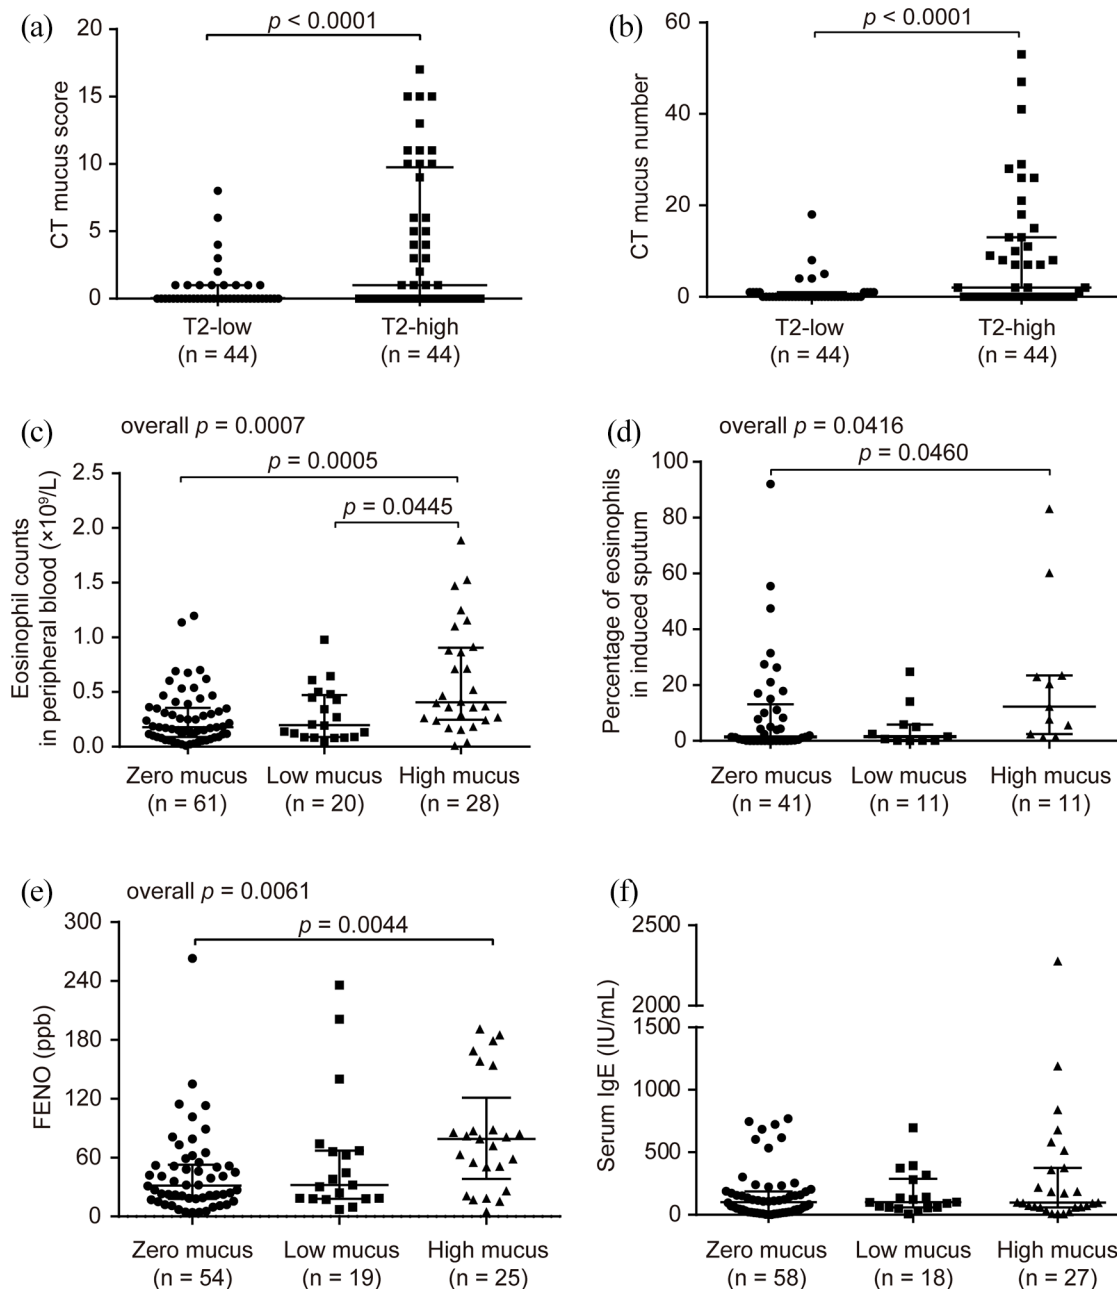 (a)
p < 0.0001
CT mucus score
20
15
10
5
0
T2-low
(n = 44)
T2-high
(n = 44)
(b)
p < 0.0001
CT mucus number
60
40
20
0
T2-low
(n = 44)
T2-high
(n = 44)
(c)
overall p = 0.0007
p = 0.0005
p = 0.0445
Eosinophil counts
in peripheral blood (×10⁹/L)
2.5
2.0
1.5
1.0
0.5
0.0
Zero mucus
(n = 61)
Low mucus
(n = 20)
High mucus
(n = 28)
(d)
overall p = 0.0416
p = 0.0460
Percentage of eosinophils
in induced sputum
100
80
60
40
20
0
Zero mucus
(n = 41)
Low mucus
(n = 11)
High mucus
(n = 11)
(e)
overall p = 0.0061
p = 0.0044
FENO (ppb)
300
240
180
120
60
0
Zero mucus
(n = 54)
Low mucus
(n = 19)
High mucus
(n = 25)
(f)
Serum IgE (IU/mL)
2500
2000
1500
1000
500
0
Zero mucus
(n = 58)
Low mucus
(n = 18)
High mucus
(n = 27)